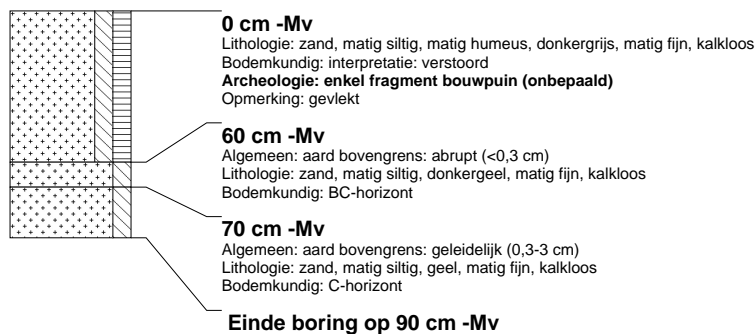 0 cm -Mv
Lithologie: zand, matig siltig, matig humeus, donkergrijs, matig fijn, kalkloos
Bodemkundig: interpretatie: verstoord
Archeologie: enkel fragment bouwpuin (onbepaald)
Opmerking: gevlekt
60 cm -Mv
Algemeen: aard bovengrens: abrupt (<0,3 cm)
Lithologie: zand, matig siltig, donkergeel, matig fijn, kalkloos
Bodemkundig: BC-horizont
70 cm -Mv
Algemeen: aard bovengrens: geleidelijk (0,3-3 cm)
Lithologie: zand, matig siltig, geel, matig fijn, kalkloos
Bodemkundig: C-horizont
Einde boring op 90 cm -Mv